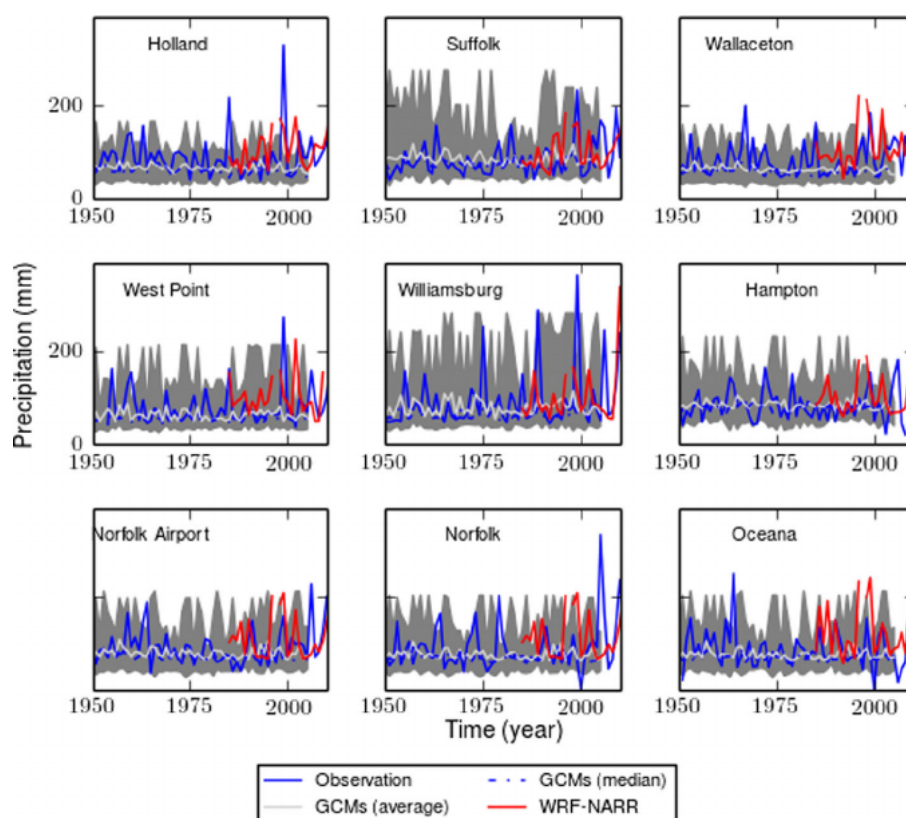 Holland Suffolk Wallaceton
200
0
1950 1975 2000 1950 1975 2000 1950 1975 2000
West Point Williamsburg Hampton
Precipitation (mm)
200
0
1950 1975 2000 1950 1975 2000 1950 1975 2000
Norfolk Airport Norfolk Oceana
1950 1975 2000 1950 1975 2000 1950 1975 2000
Time (year)
Observation GCMs (median)
GCMs (average) WRF-NARR